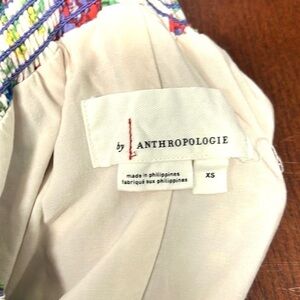 by ANTHROPOLOGIE
made in philippines
fabriqué aux philippines
XS